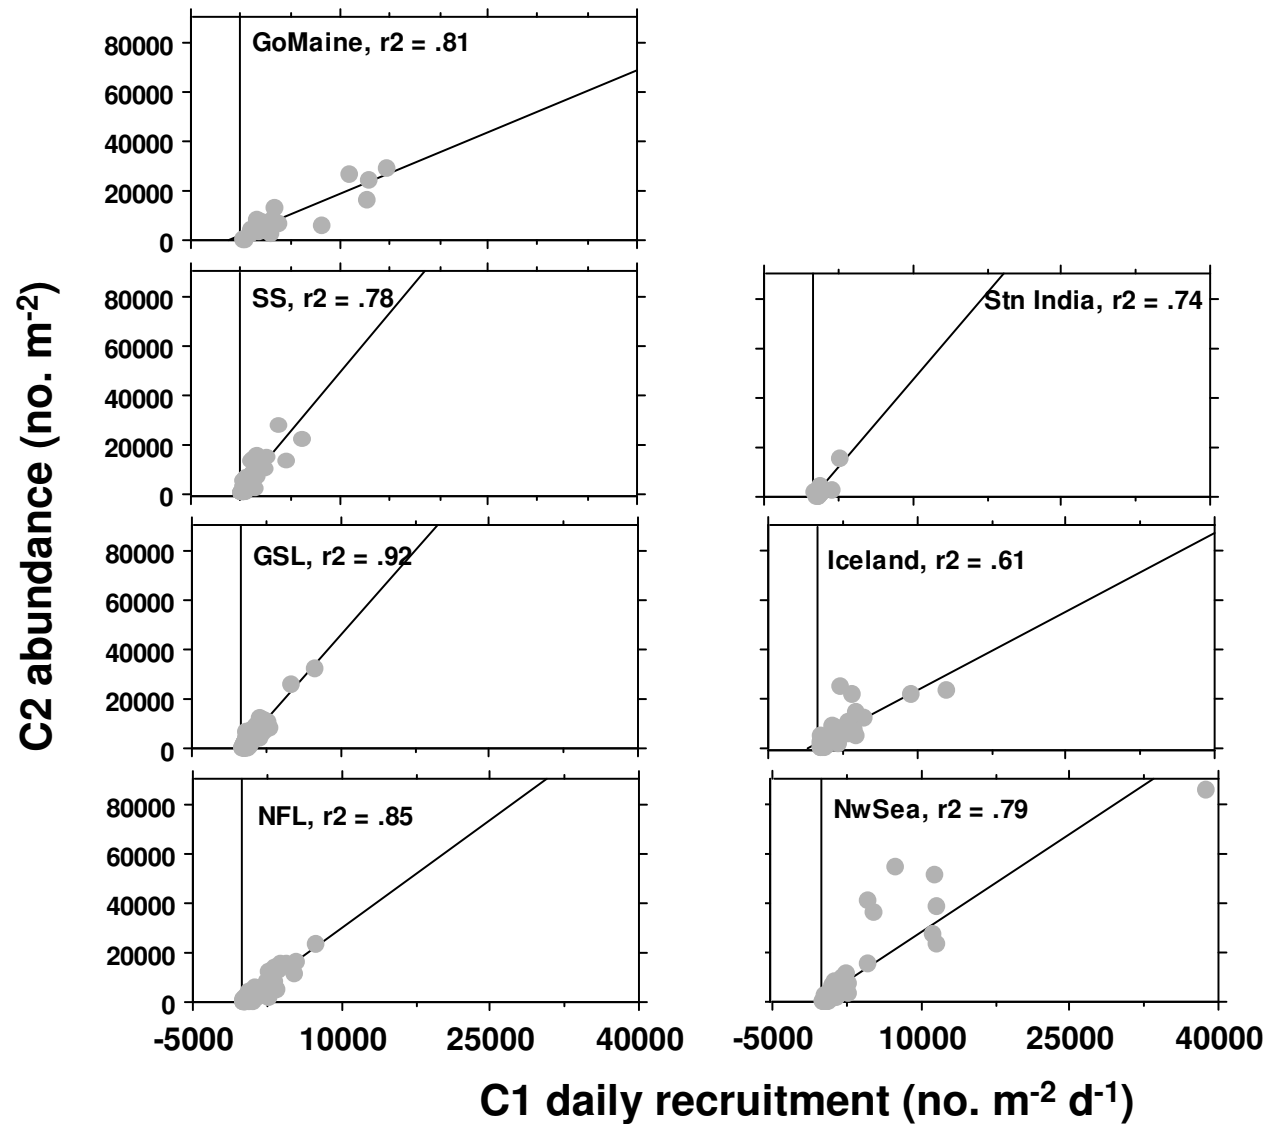 GoMaine, r2 = .81
80000
60000
40000
20000
0
SS, r2 = .78
80000
60000
40000
20000
0
Stn India, r2 = .74
GSL, r2 = .92
80000
60000
40000
20000
0
Iceland, r2 = .61
NFL, r2 = .85
80000
60000
40000
20000
0
-5000 10000 25000 40000
NwSea, r2 = .79
-5000 10000 25000 40000
C2 abundance (no. m-2)
C1 daily recruitment (no. m-2 d-1)